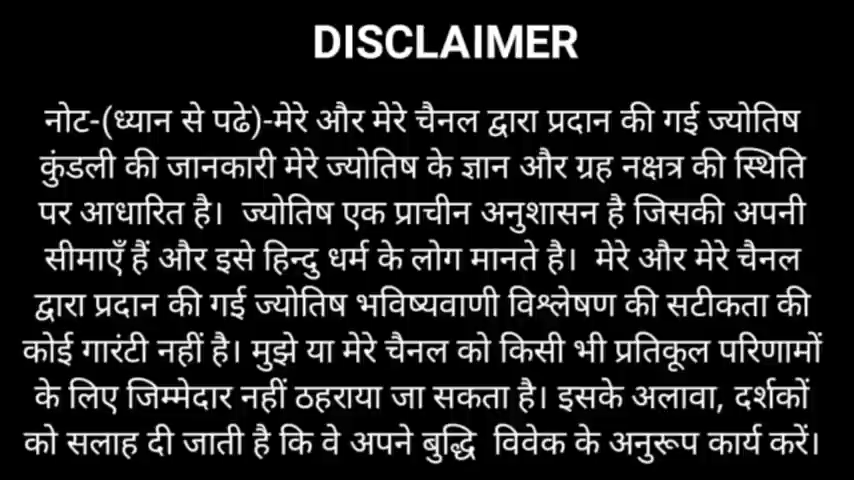 DISCLAIMER
नोट-(ध्यान से पढे)-मेरे और मेरे चैनल द्वारा प्रदान की गई ज्योतिष
कुंडली की जानकारी मेरे ज्योतिष के ज्ञान और ग्रह नक्षत्र की स्थिति
पर आधारित है। ज्योतिष एक प्राचीन अनुशासन है जिसकी अपनी
सीमाएँ हैं और इसे हिन्दु धर्म के लोग मानते है। मेरे और मेरे चैनल
द्वारा प्रदान की गई ज्योतिष भविष्यवाणी विश्लेषण की सटीकता की
कोई गारंटी नहीं है। मुझे या मेरे चैनल को किसी भी प्रतिकूल परिणामों
के लिए जिम्मेदार नहीं ठहराया जा सकता है। इसके अलावा, दर्शकों
को सलाह दी जाती है कि वे अपने बुद्धि विवेक के अनुरूप कार्य करें।